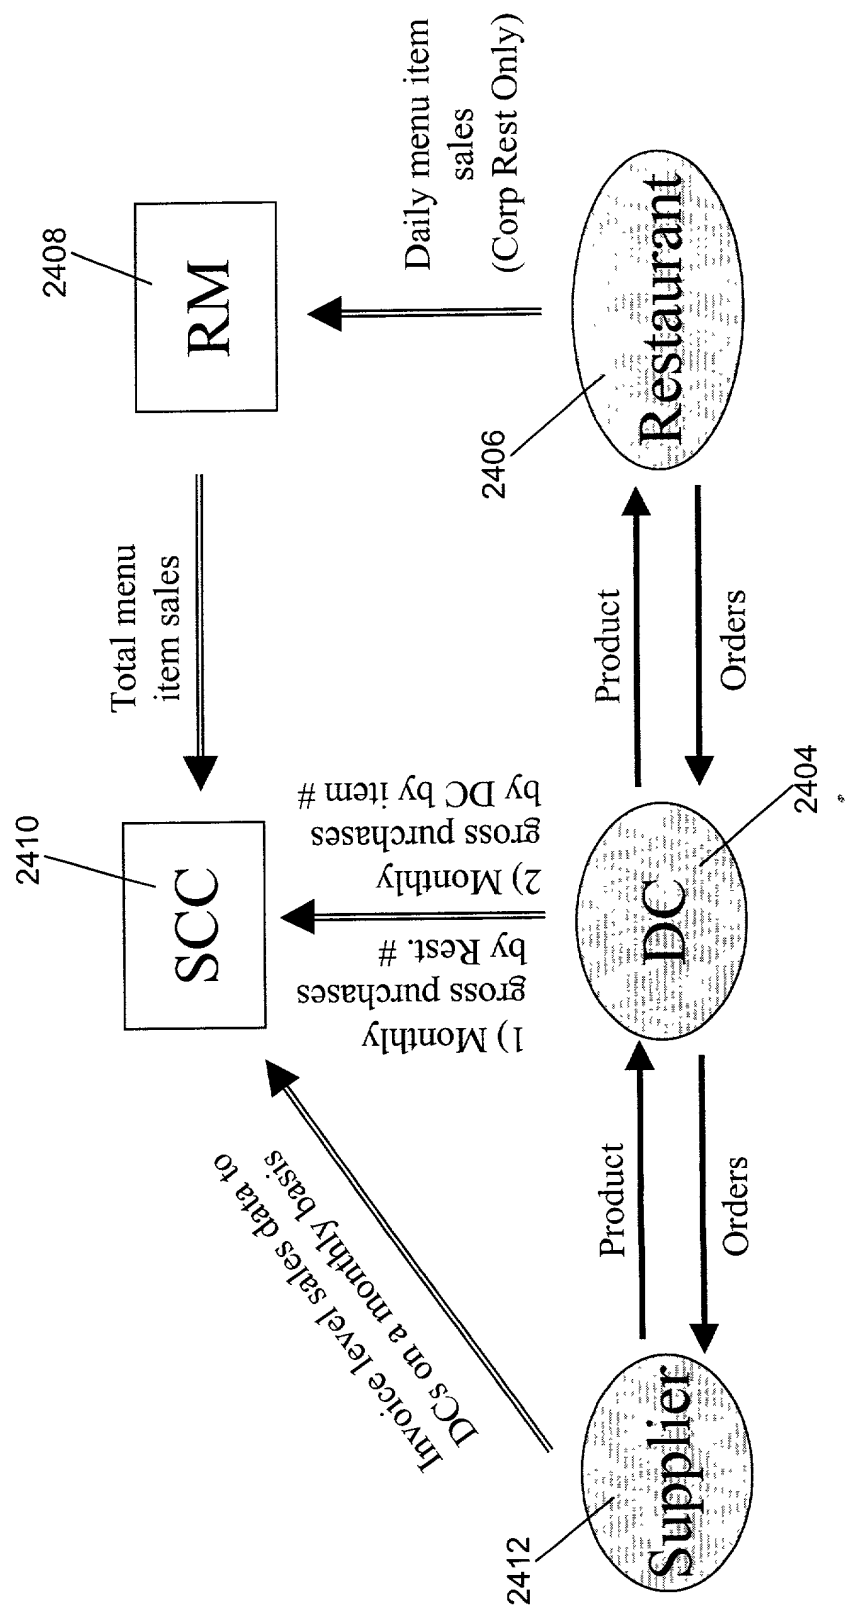 2410
SCC
Total menu
item sales
2408
RM
Invoice level sales data to
DCs on a monthly basis
1) Monthly
gross purchases
by Rest. #
2) Monthly
gross purchases
by DC by item #
Daily menu item
sales
(Corp Rest Only)
2412
Supplier
Product
Orders
DC
2404
Product
Orders
2406
Restaurant